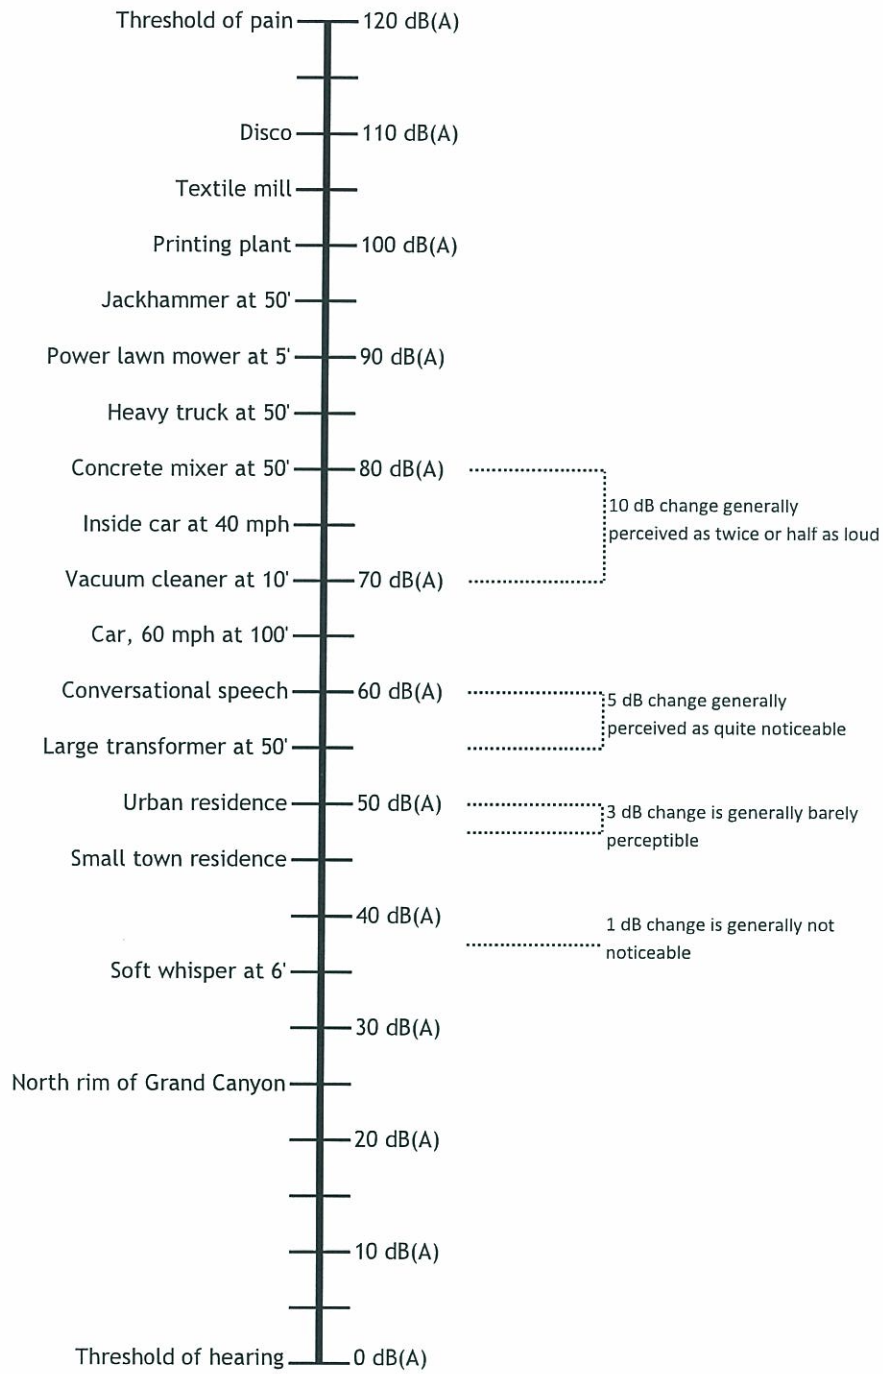 Threshold of pain 120 dB(A)
Disco 110 dB(A)
Textile mill
Printing plant 100 dB(A)
Jackhammer at 50'
Power lawn mower at 5' 90 dB(A)
Heavy truck at 50'
Concrete mixer at 50' 80 dB(A)
10 dB change generally
Inside car at 40 mph
perceived as twice or half as loud
Vacuum cleaner at 10' 70 dB(A)
Car, 60 mph at 100'
Conversational speech 60 dB(A)
5 dB change generally
perceived as quite noticeable
Large transformer at 50'
Urban residence 50 dB(A)
3 dB change is generally barely
perceptible
Small town residence
40 dB(A)
1 dB change is generally not
noticeable
Soft whisper at 6'
30 dB(A)
North rim of Grand Canyon
20 dB(A)
10 dB(A)
Threshold of hearing 0 dB(A)